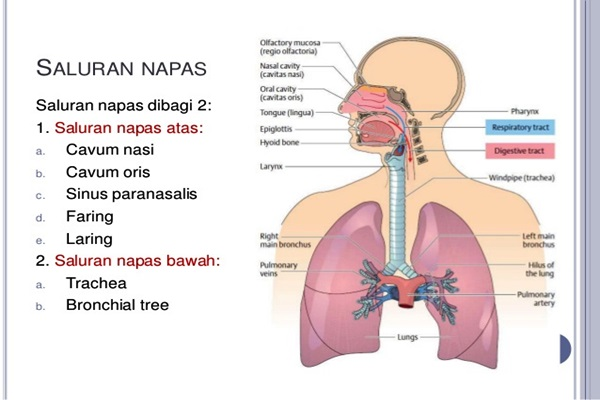 SALURAN NAPAS
Saluran napas dibagi 2:
1. Saluran napas atas:
a. Cavum nasi
b. Cavum oris
c. Sinus paranasalis
d. Faring
e. Laring
2. Saluran napas bawah:
a. Trachea
b. Bronchial tree
Olfactory mucosa
(regio olfactoria)
Nasal cavity
(cavitas nasi)
Oral cavity
(cavitas oris)
Tongue (lingua)
Epiglottis
Hyoid bone
Larynx
Pharynx
Respiratory tract
Digestive tract
Windpipe (trachea)
Right
main bronchus
Pulmonary
veins
Left main
bronchus
Hilus of
the lung
Pulmonary
artery
Lungs